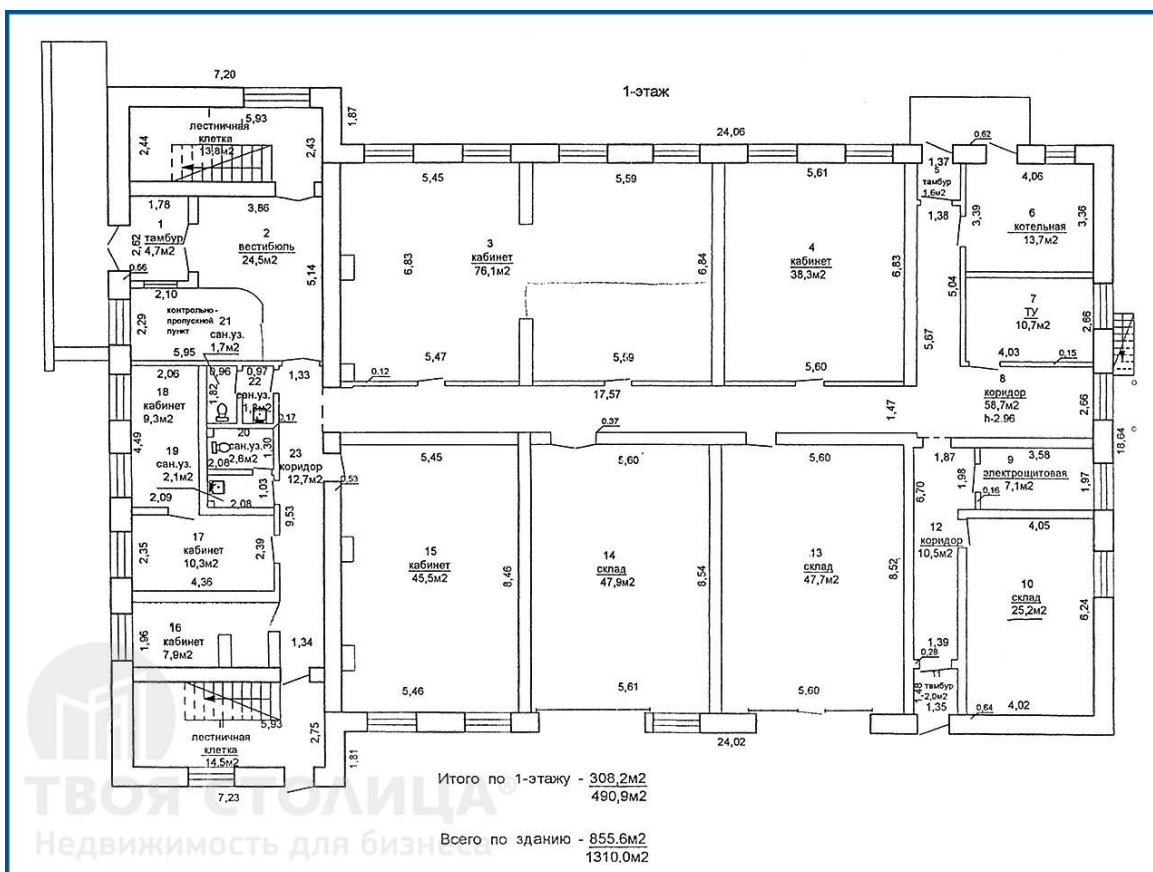 1-этаж
7,20
I
5,93
лестничная
клетка
13,8м2
2,44
2,43
1,87
24,06
0,62
1,78
3,86
1
тамбур
4,7м2
2,62
0,66
2
вестибюль
24,5м2
5,14
2,10
контрольно-
пропускной
пункт
2,29
5,95
21
сан.уз.
1,7м2
5,45
5,59
3
кабинет
76,1м2
6,83
6,84
5,47
5,59
0,12
5,61
4
кабинет
38,3м2
6,83
5,60
1,37
5
тамбур
1,6м2
1,38
3,39
4,06
6
котельная
13,7м2
3,36
5,04
5,67
7
ТУ
10,7м2
2,66
4,03
0,15
8
коридор
58,7м2
h-2.96
2,66
18,64
17,57
1,47
0.37
2,06
18
кабинет
9,3м2
4,49
0,96
1,82
0,97
22
сан.уз.
1,33
0,17
20
сан.уз.
2,6м2
1,30
2,08
19
сан.уз.
2,1м2
1,03
2,08
2,09
23
коридор
12,7м2
9,53
0,53
17
кабинет
10,3м2
2,35
2,39
4,36
16
кабинет
7,9м2
1,96
1,34
5,45
15
кабинет
45,5м2
8,46
5,46
5,60
14
склад
47,9м2
8,54
5,61
5,60
13
склад
47,7м2
8,52
5,60
1,87
6,70
3,58
9
электрощитовая
7,1м2
1,98
1,97
0,16
12
коридор
10,5м2
1,39
0,28
4,05
10
склад
25,2м2
6,24
4,02
11
тамбур
2,0м2
1,48
1,35
0,64
II
5,93
лестничная
клетка
14,5м2
2,75
1,81
7,23
24,02
Итого по 1-этажу - 308,2м2
490,9м2
Всего по зданию - 855.6м2
1310.0м2
ТВОЯ СТОЛИЦА®
Недвижимость для бизнеса